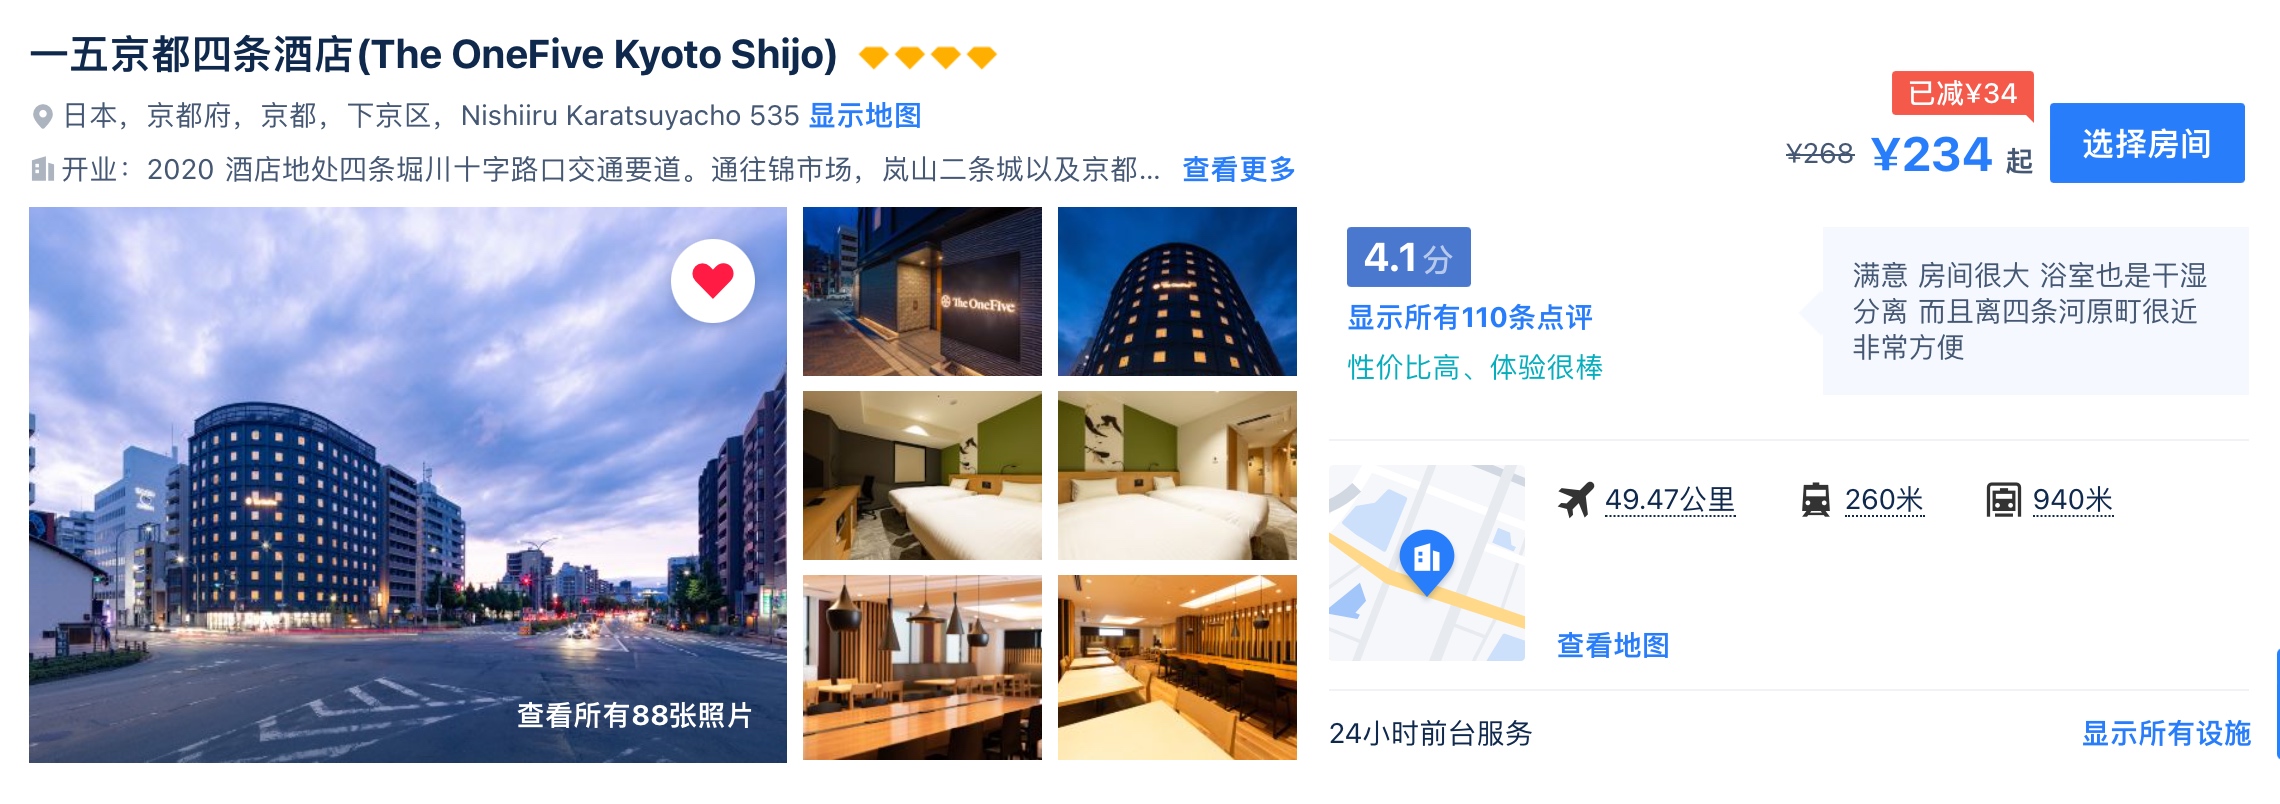 一五京都四条酒店(The OneFive Kyoto Shijo)
日本，京都府，京都，下京区，Nishiiru Karatsuyacho 535 显示地图
开业：2020 酒店地处四条堀川十字路口交通要道。通往锦市场，岚山二条城以及京都... 查看更多
已减¥34
¥268 ¥234 起
选择房间
The OneFive
查看所有88张照片
4.1分
显示所有110条点评
性价比高、体验很棒
满意 房间很大 浴室也是干湿
分离 而且离四条河原町很近
非常方便
49.47公里
260米
940米
查看地图
24小时前台服务
显示所有设施